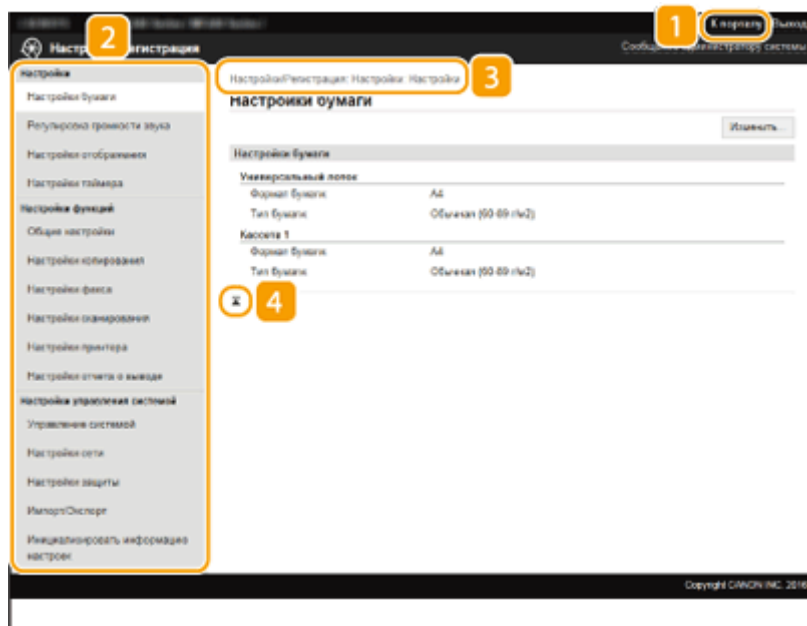 1
К порталу Выход
2
Настр регистрация
Сообщ администратору системы
Настройки
Настройки бумаги
Регулировка громкости звука
Настройки отображения
Настройки таймера
Настройки функций
Общие настройки
Настройки копирования
Настройки факса
Настройки сканирования
Настройки принтера
Настройки отчета о выводе
Настройки управления системой
Управление системой
Настройки сети
Настройки защиты
Импорт/Экспорт
Инициализировать информацию
настроек
Настройки/Регистрация: Настройки: Настройки
3
Настройки бумаги
Изменить...
Настройки бумаги
Универсальный лоток
Формат бумаги: A4
Тип бумаги: Обычная (60-89 г/м2)
Кассета 1
Формат бумаги: A4
Тип бумаги: Обычная (60-89 г/м2)
4
Copyright CANON INC. 2016